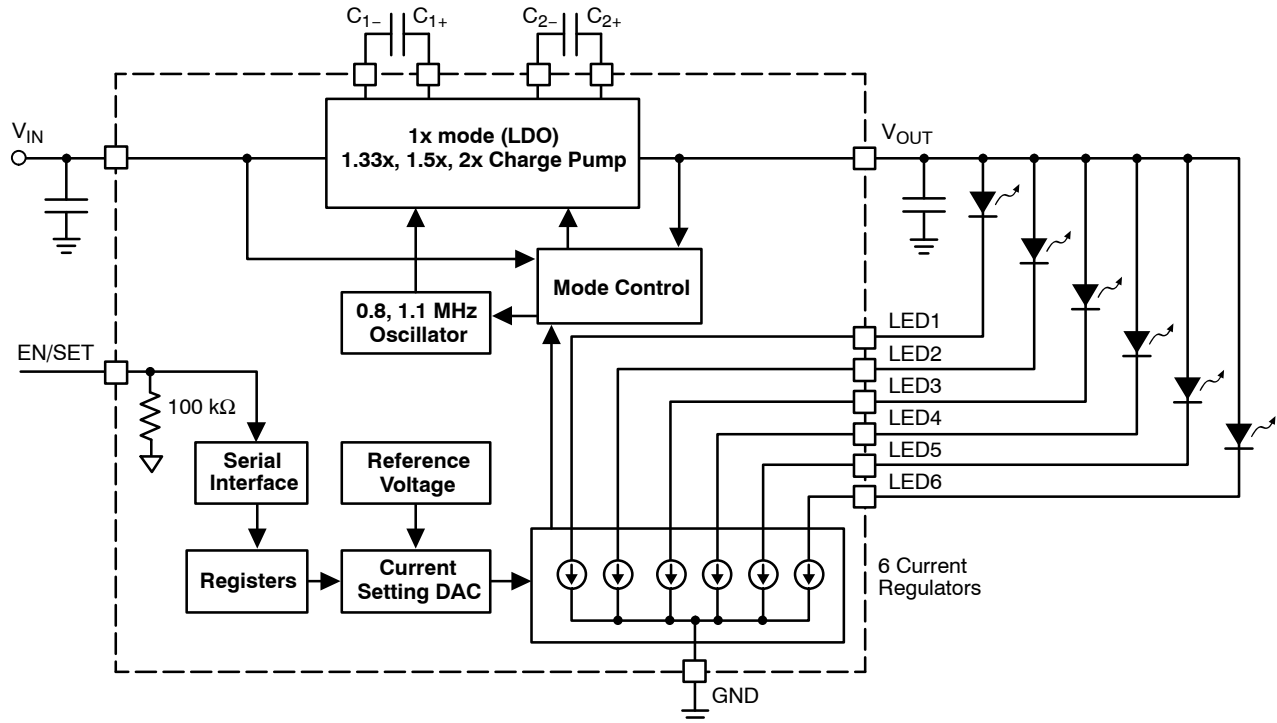 C1− C1+ C2− C2+
VIN
1x mode (LDO)
1.33x, 1.5x, 2x Charge Pump
VOUT
Mode Control
0.8, 1.1 MHz
Oscillator
EN/SET
100 kΩ
LED1
LED2
LED3
LED4
LED5
LED6
Serial
Interface
Reference
Voltage
Registers
Current
Setting DAC
6 Current
Regulators
GND